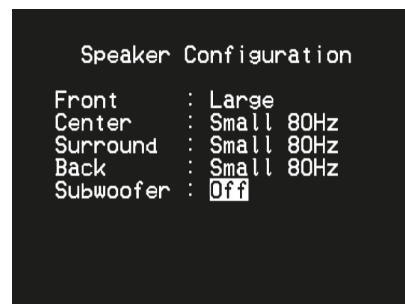 Speaker Configuration
Front : Large
Center : Small 80Hz
Surround : Small 80Hz
Back : Small 80Hz
Subwoofer : Off